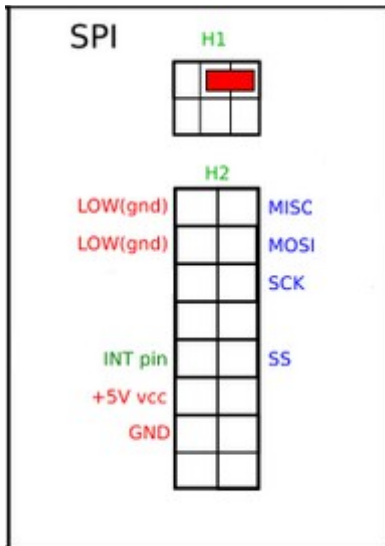 SPI
H1
H2
LOW(gnd) MISC
LOW(gnd) MOSI
SCK
INT pin SS
+5V vcc
GND